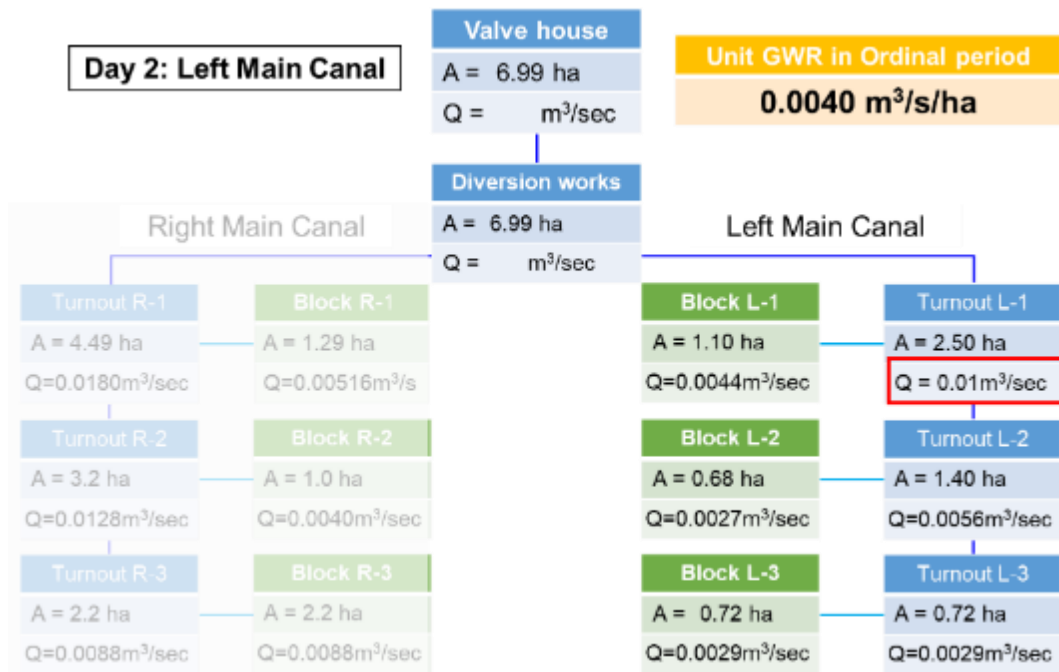 Valve house
Day 2: Left Main Canal
A = 6.99 ha
Q = m³/sec
Unit GWR in Ordinal period
0.0040 m³/s/ha
Diversion works
A = 6.99 ha
Q = m³/sec
Right Main Canal
Left Main Canal
Turnout R-1
A = 4.49 ha
Q=0.0180m³/sec
Block R-1
A = 1.29 ha
Q=0.00516m³/s
Block L-1
A = 1.10 ha
Q=0.0044m³/sec
Turnout L-1
A = 2.50 ha
Q = 0.01m³/sec
Turnout R-2
A = 3.2 ha
Q=0.0128m³/sec
Block R-2
A = 1.0 ha
Q=0.0040m³/sec
Block L-2
A = 0.68 ha
Q=0.0027m³/sec
Turnout L-2
A = 1.40 ha
Q=0.0056m³/sec
Turnout R-3
A = 2.2 ha
Q=0.0088m³/sec
Block R-3
A = 2.2 ha
Q=0.0088m³/sec
Block L-3
A = 0.72 ha
Q=0.0029m³/sec
Turnout L-3
A = 0.72 ha
Q=0.0029m³/sec